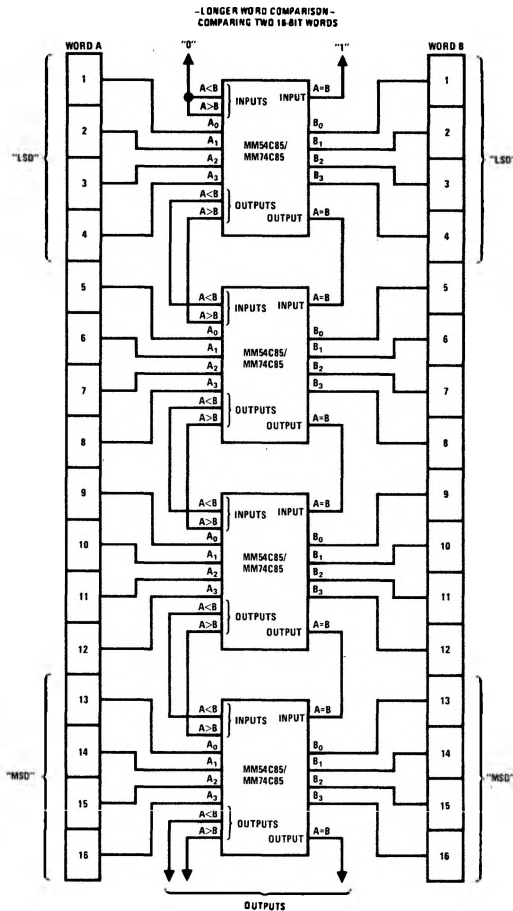 -LONGER WORD COMPARISON-
COMPARING TWO 16-BIT WORDS
WORD A
"0"
"1"
WORD B
"LSD"
1
2
3
4
5
6
7
8
9
10
11
12
13
14
15
16
"MSD"
A<B
A>B
INPUTS
INPUT
A=B
A0
A1
A2
A3
MM54C85/
MM74C85
B0
B1
B2
B3
A<B
A>B
OUTPUTS
OUTPUT
A=B
A<B
A>B
INPUTS
INPUT
A=B
A0
A1
A2
A3
MM54C85/
MM74C85
B0
B1
B2
B3
A<B
A>B
OUTPUTS
OUTPUT
A=B
A<B
A>B
INPUTS
INPUT
A=B
A0
A1
A2
A3
MM54C85/
MM74C85
B0
B1
B2
B3
A<B
A>B
OUTPUTS
OUTPUT
A=B
A<B
A>B
INPUTS
INPUT
A=B
A0
A1
A2
A3
MM54C85/
MM74C85
B0
B1
B2
B3
A<B
A>B
OUTPUTS
OUTPUT
A=B
"LSD"
1
2
3
4
5
6
7
8
9
10
11
12
13
14
15
16
"MSD"
OUTPUTS